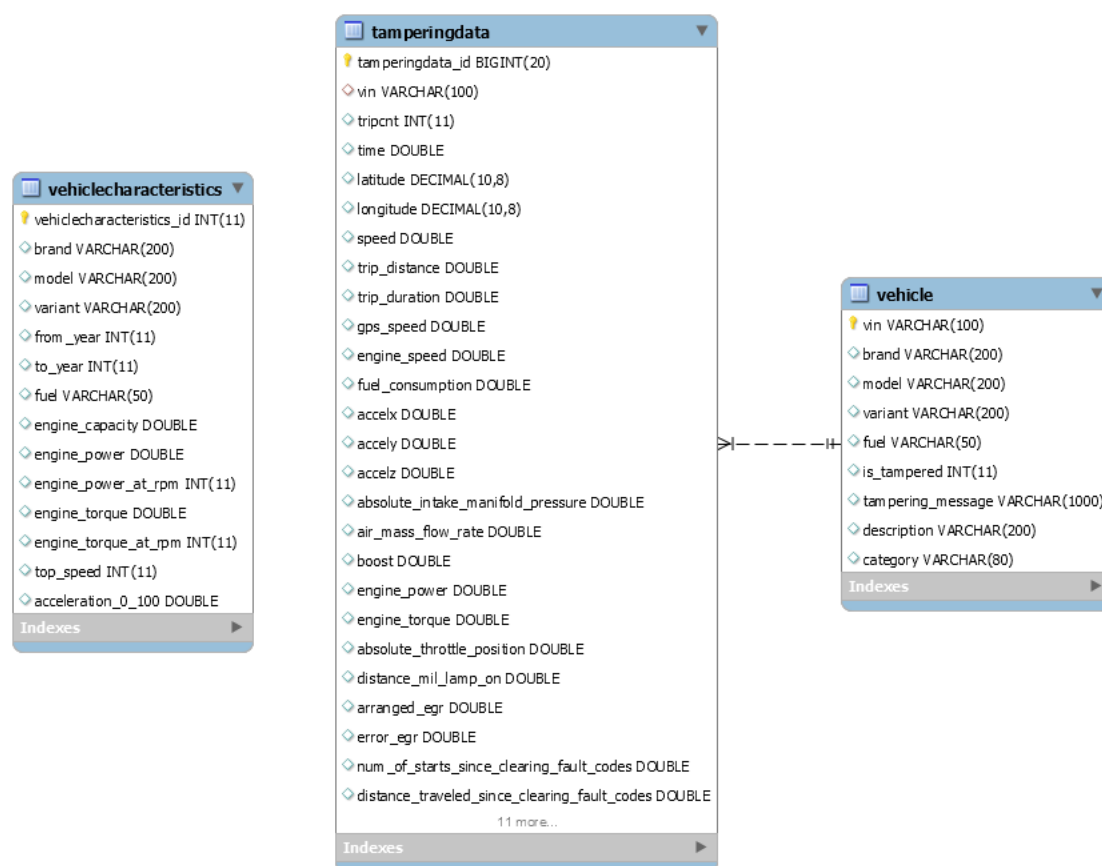 vehiclecharacteristics
vehiclecharacteristics_id INT(11)
brand VARCHAR(200)
model VARCHAR(200)
variant VARCHAR(200)
from_year INT(11)
to_year INT(11)
fuel VARCHAR(50)
engine_capacity DOUBLE
engine_power DOUBLE
engine_power_at_rpm INT(11)
engine_torque DOUBLE
engine_torque_at_rpm INT(11)
top_speed INT(11)
acceleration_0_100 DOUBLE
Indexes
tamperingdata
tamperingdata_id BIGINT(20)
vin VARCHAR(100)
tripcnt INT(11)
time DOUBLE
latitude DECIMAL(10,8)
longitude DECIMAL(10,8)
speed DOUBLE
trip_distance DOUBLE
trip_duration DOUBLE
gps_speed DOUBLE
engine_speed DOUBLE
fuel_consumption DOUBLE
accelx DOUBLE
accely DOUBLE
accelz DOUBLE
absolute_intake_manifold_pressure DOUBLE
air_mass_flow_rate DOUBLE
boost DOUBLE
engine_power DOUBLE
engine_torque DOUBLE
absolute_throttle_position DOUBLE
distance_mil_lamp_on DOUBLE
arranged_egr DOUBLE
error_egr DOUBLE
num_of_starts_since_clearing_fault_codes DOUBLE
distance_traveled_since_clearing_fault_codes DOUBLE
11 more...
Indexes
vehicle
vin VARCHAR(100)
brand VARCHAR(200)
model VARCHAR(200)
variant VARCHAR(200)
fuel VARCHAR(50)
is_tampered INT(11)
tampering_message VARCHAR(1000)
description VARCHAR(200)
category VARCHAR(80)
Indexes